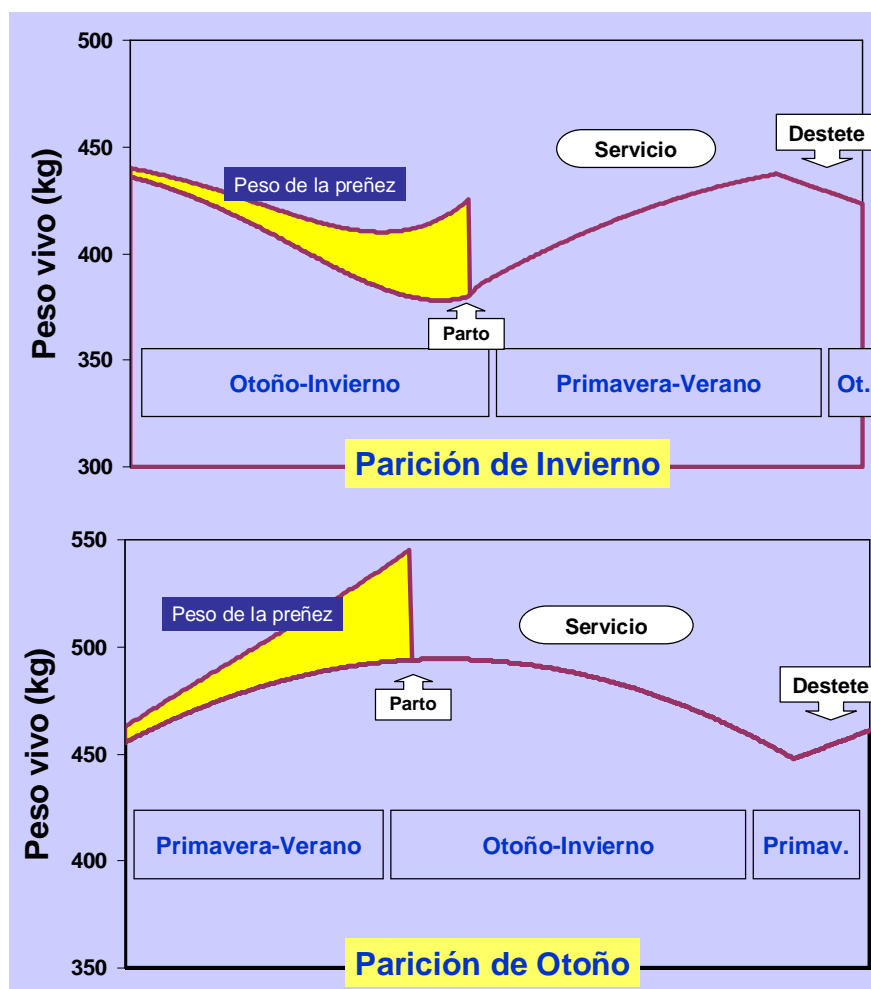 500
450
400
350
300
Peso vivo (kg)
Peso de la preñez
Servicio
Destete
Parto
Otoño-Invierno
Primavera-Verano
Ot.
Parición de Invierno
550
500
450
400
350
Peso vivo (kg)
Peso de la preñez
Servicio
Destete
Parto
Primavera-Verano
Otoño-Invierno
Primav.
Parición de Otoño